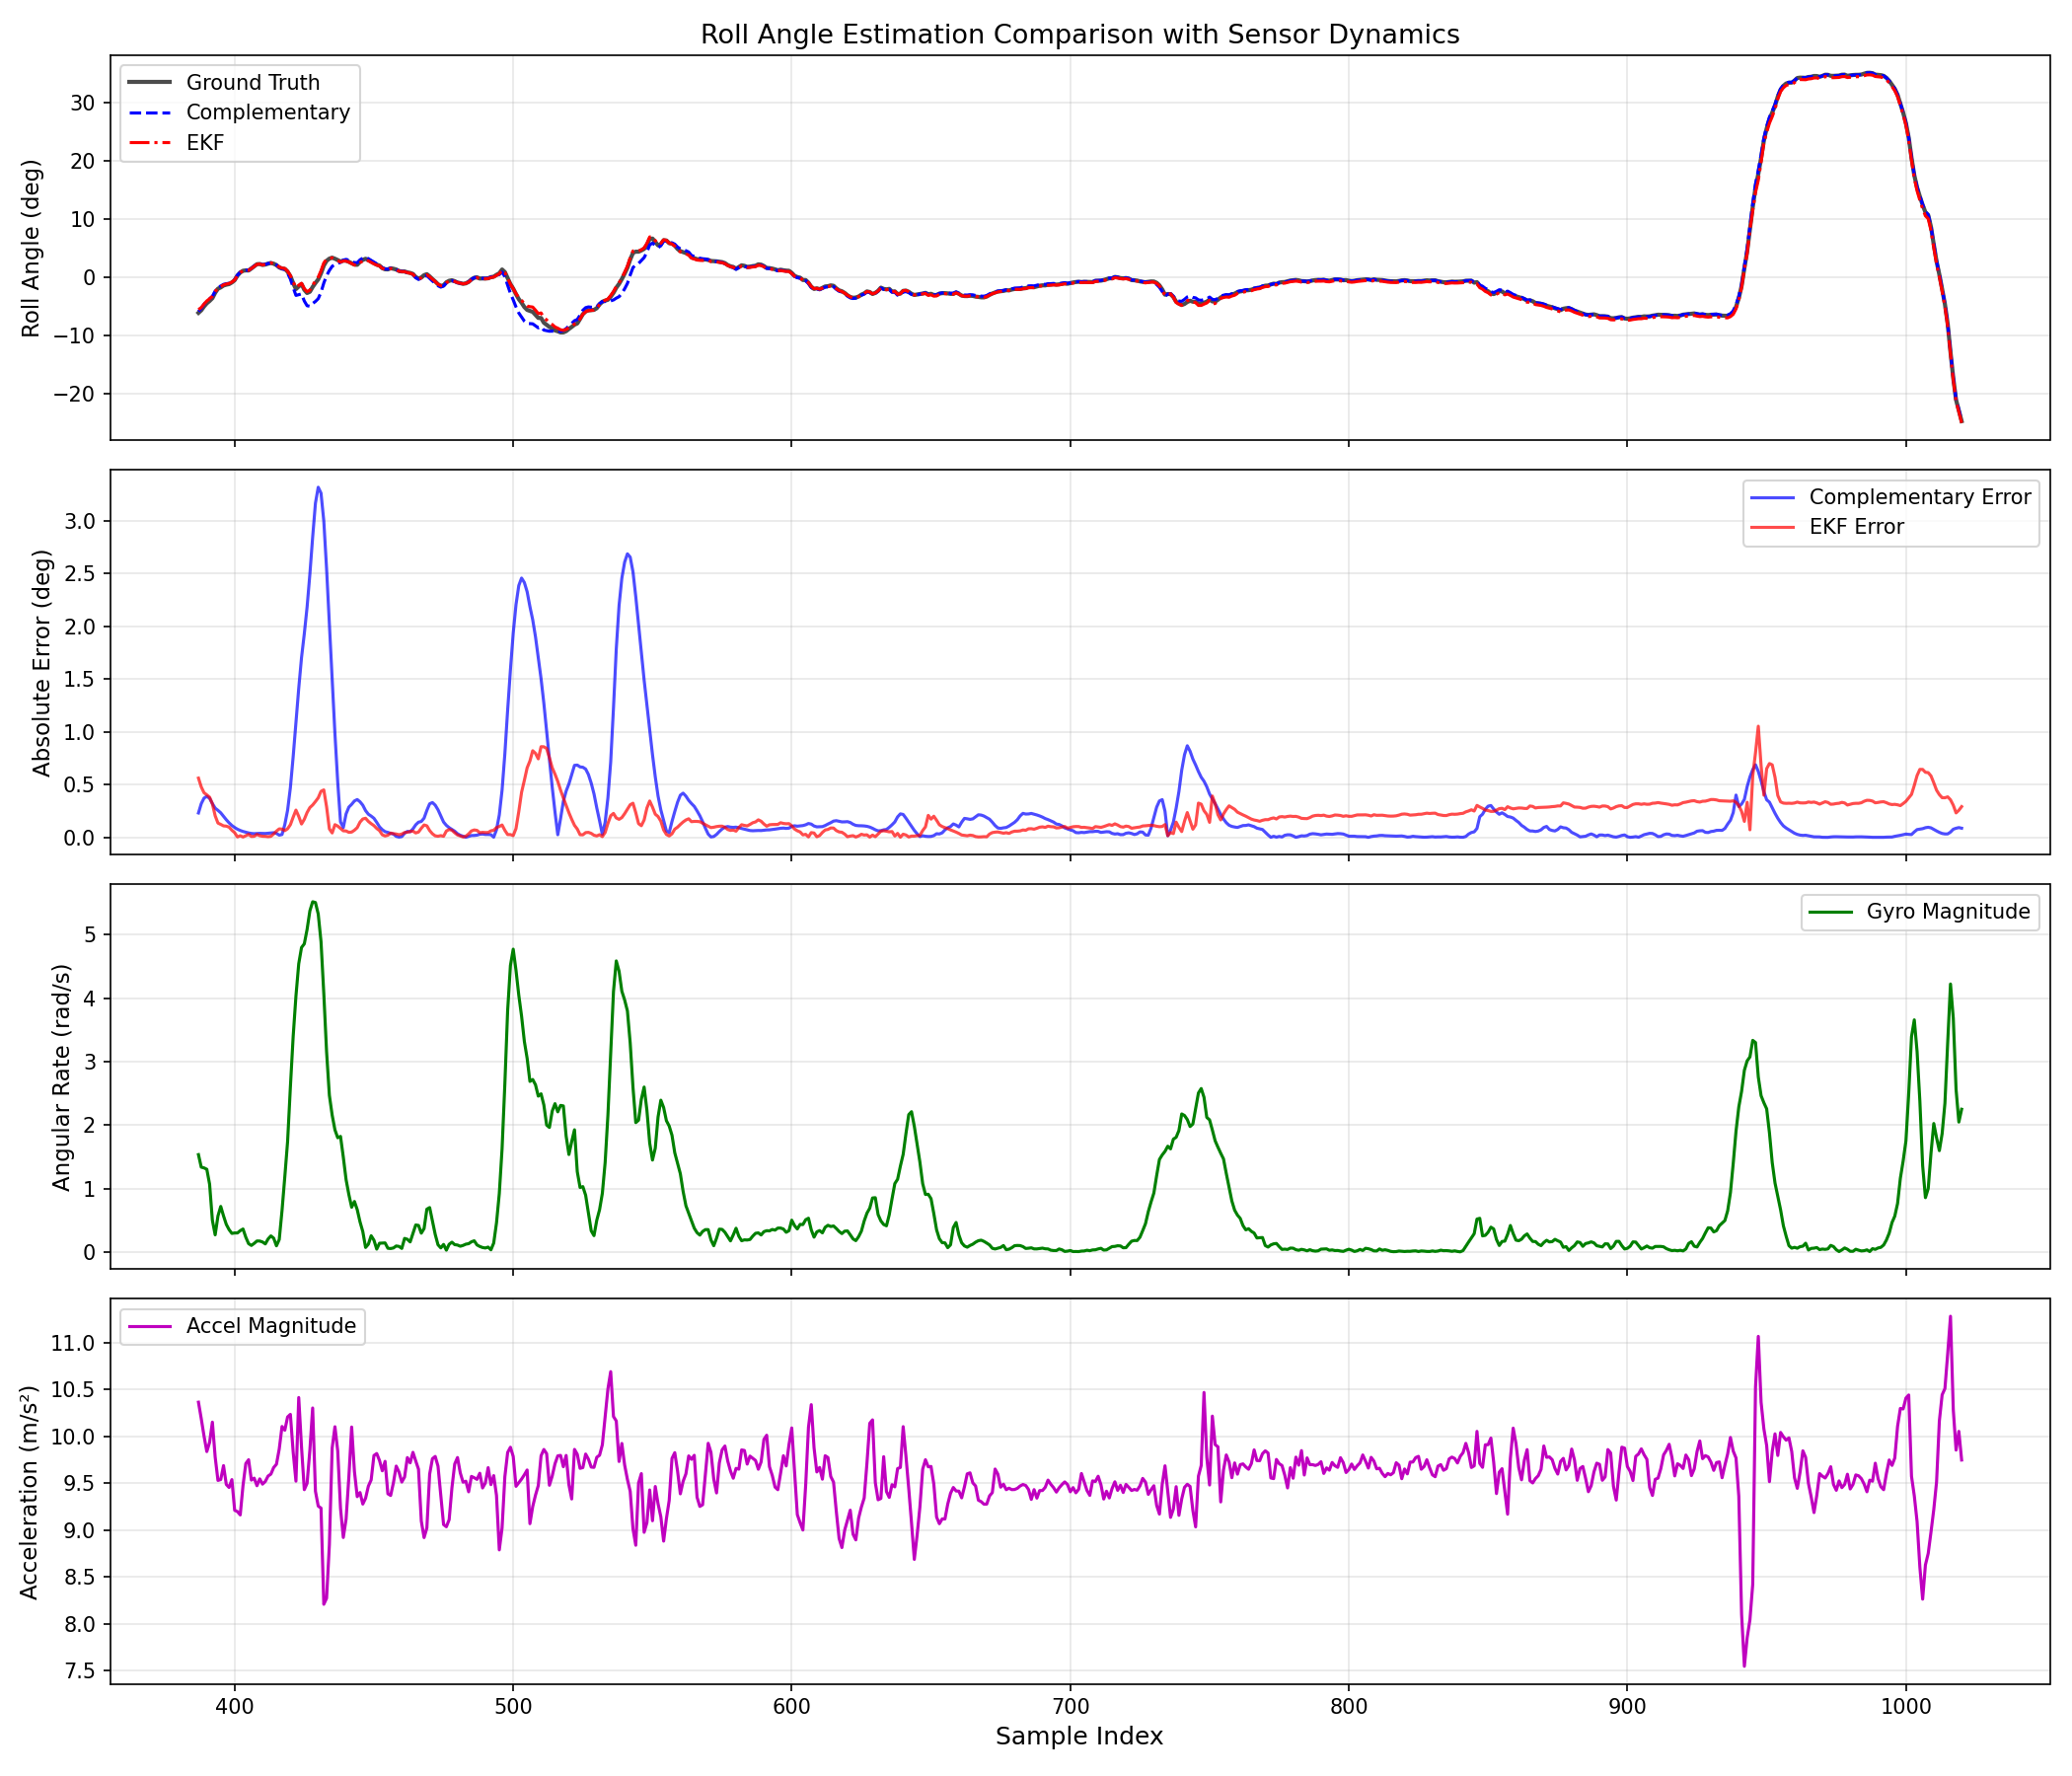 Roll Angle Estimation Comparison with Sensor Dynamics
Ground Truth
Complementary
EKF
Roll Angle (deg)
30
20
10
0
−10
−20
Complementary Error
EKF Error
Absolute Error (deg)
3.0
2.5
2.0
1.5
1.0
0.5
0.0
Gyro Magnitude
Angular Rate (rad/s)
5
4
3
2
1
0
Accel Magnitude
Acceleration (m/s²)
11.0
10.5
10.0
9.5
9.0
8.5
8.0
7.5
400 500 600 700 800 900 1000
Sample Index